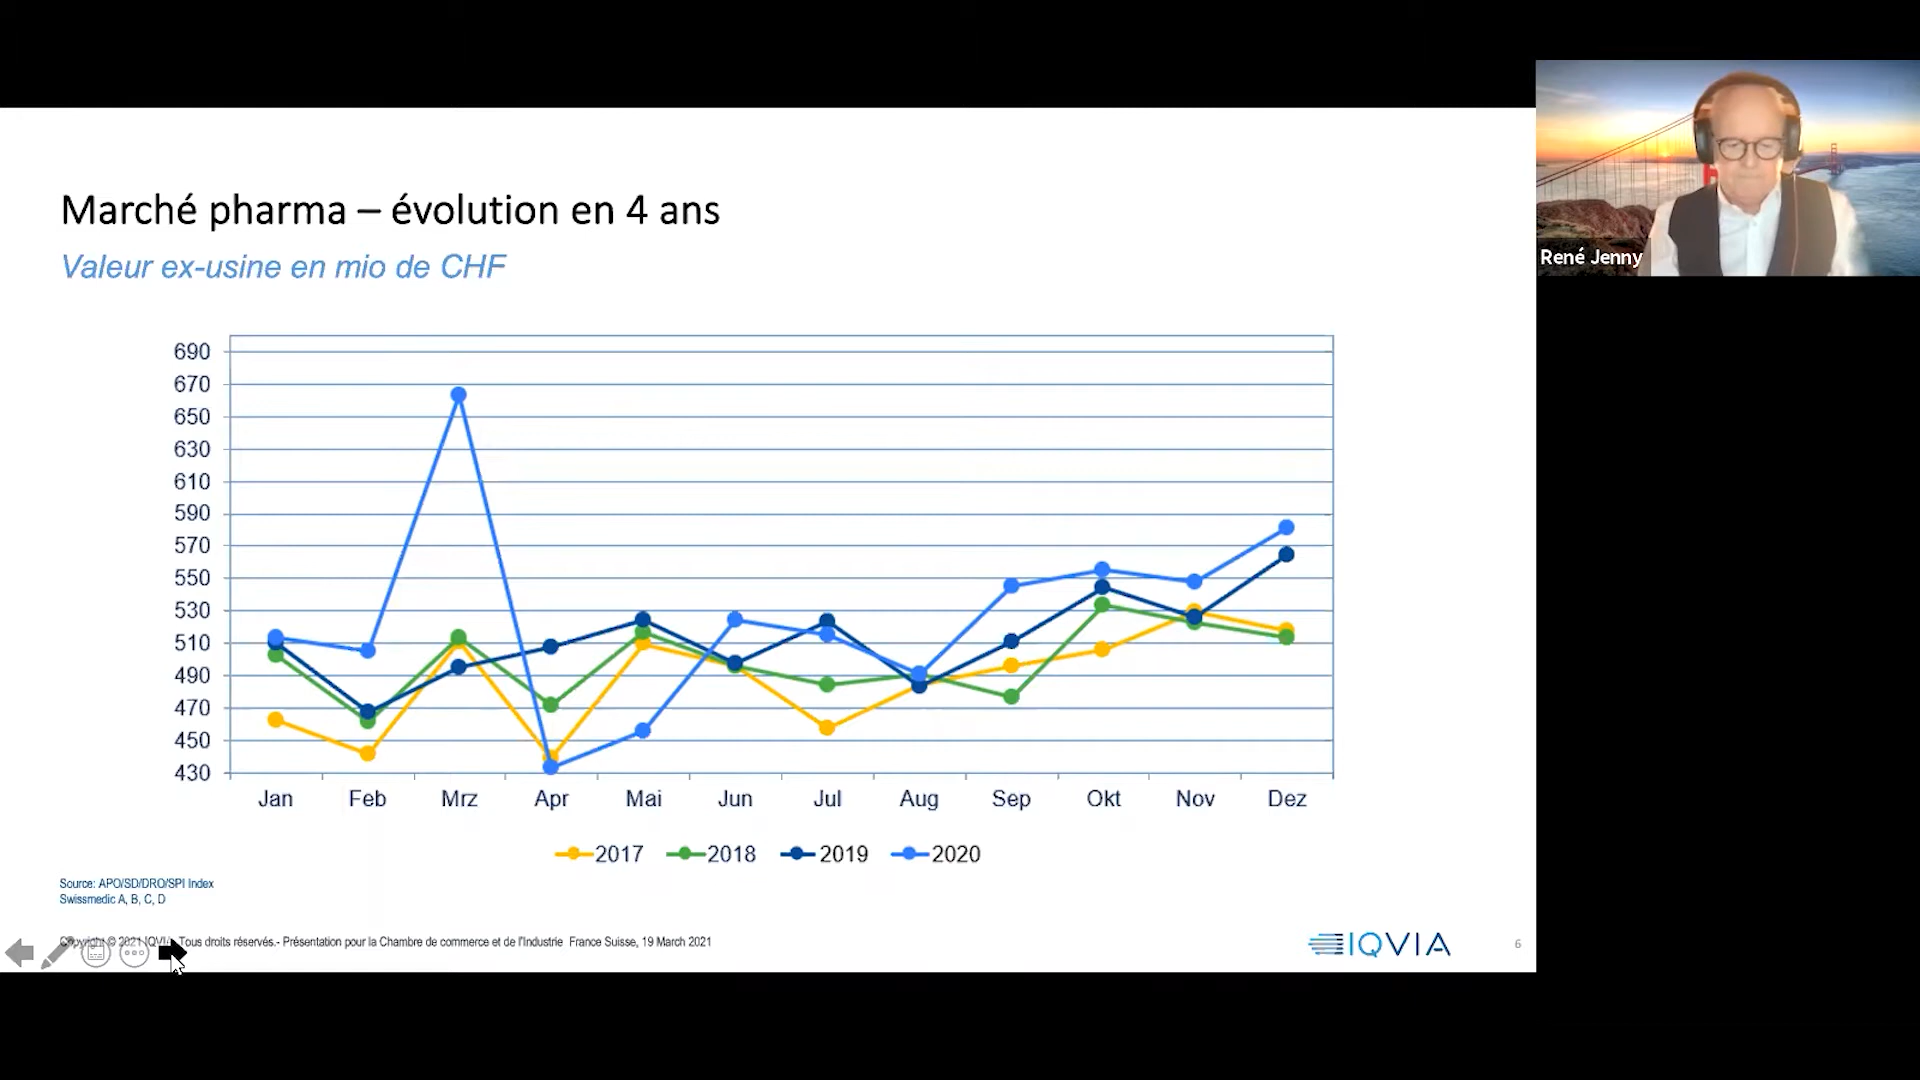 Marché pharma – évolution en 4 ans
Valeur ex-usine en mio de CHF
René Jenny
690
670
650
630
610
590
570
550
530
510
490
470
450
430
Jan Feb Mrz Apr Mai Jun Jul Aug Sep Okt Nov Dez
2017 2018 2019 2020
Source: APO/SD/DRO/SPI Index
Swissmedic A, B, C, D
Copyright © 2021 IQVIA. Tous droits réservés.- Présentation pour la Chambre de commerce et de l'Industrie France Suisse, 19 March 2021
IQVIA
6